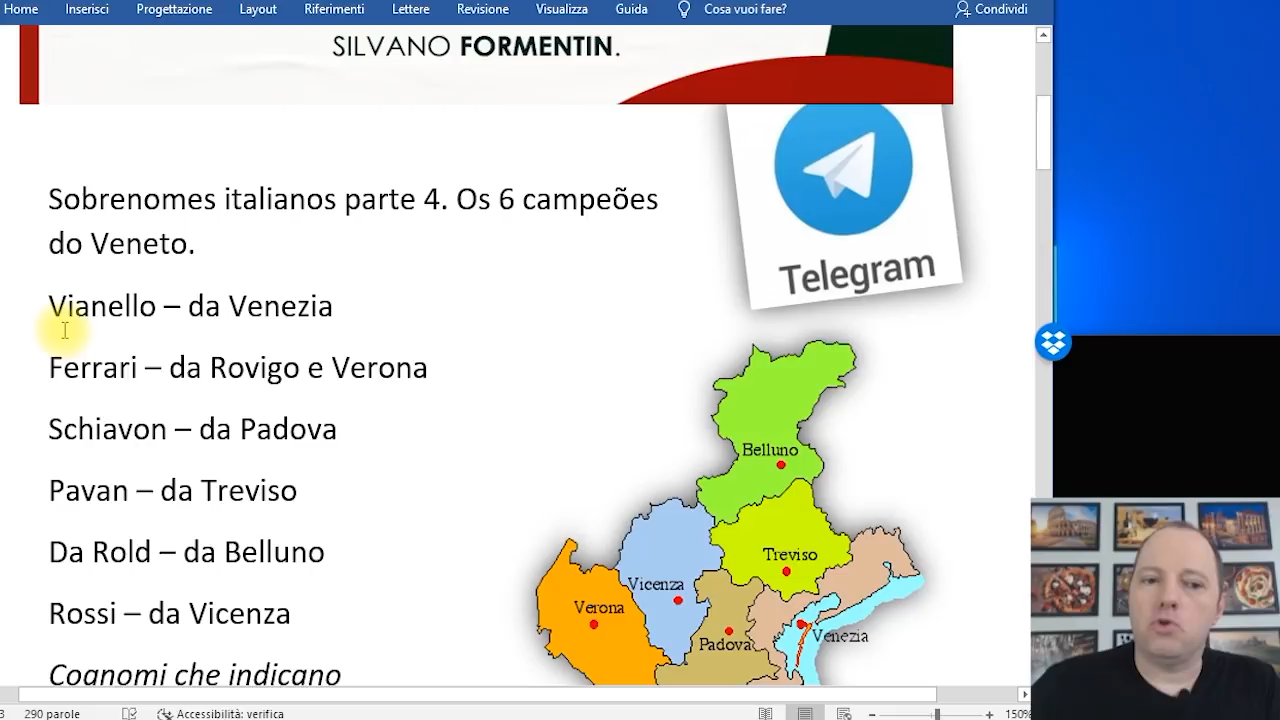 Home Inserisci Progettazione Layout Riferimenti Lettere Revisione Visualizza Guida Cosa vuoi fare? Condividi
SILVANO FORMENTIN.
Telegram
Sobrenomes italianos parte 4. Os 6 campeões
do Veneto.
Vianello – da Venezia
Ferrari – da Rovigo e Verona
Schiavon – da Padova
Pavan – da Treviso
Da Rold – da Belluno
Rossi – da Vicenza
Cognomi che indicano
Belluno
Treviso
Vicenza
Verona
Padova
Venezia
3 290 parole Accessibilità: verifica 150%